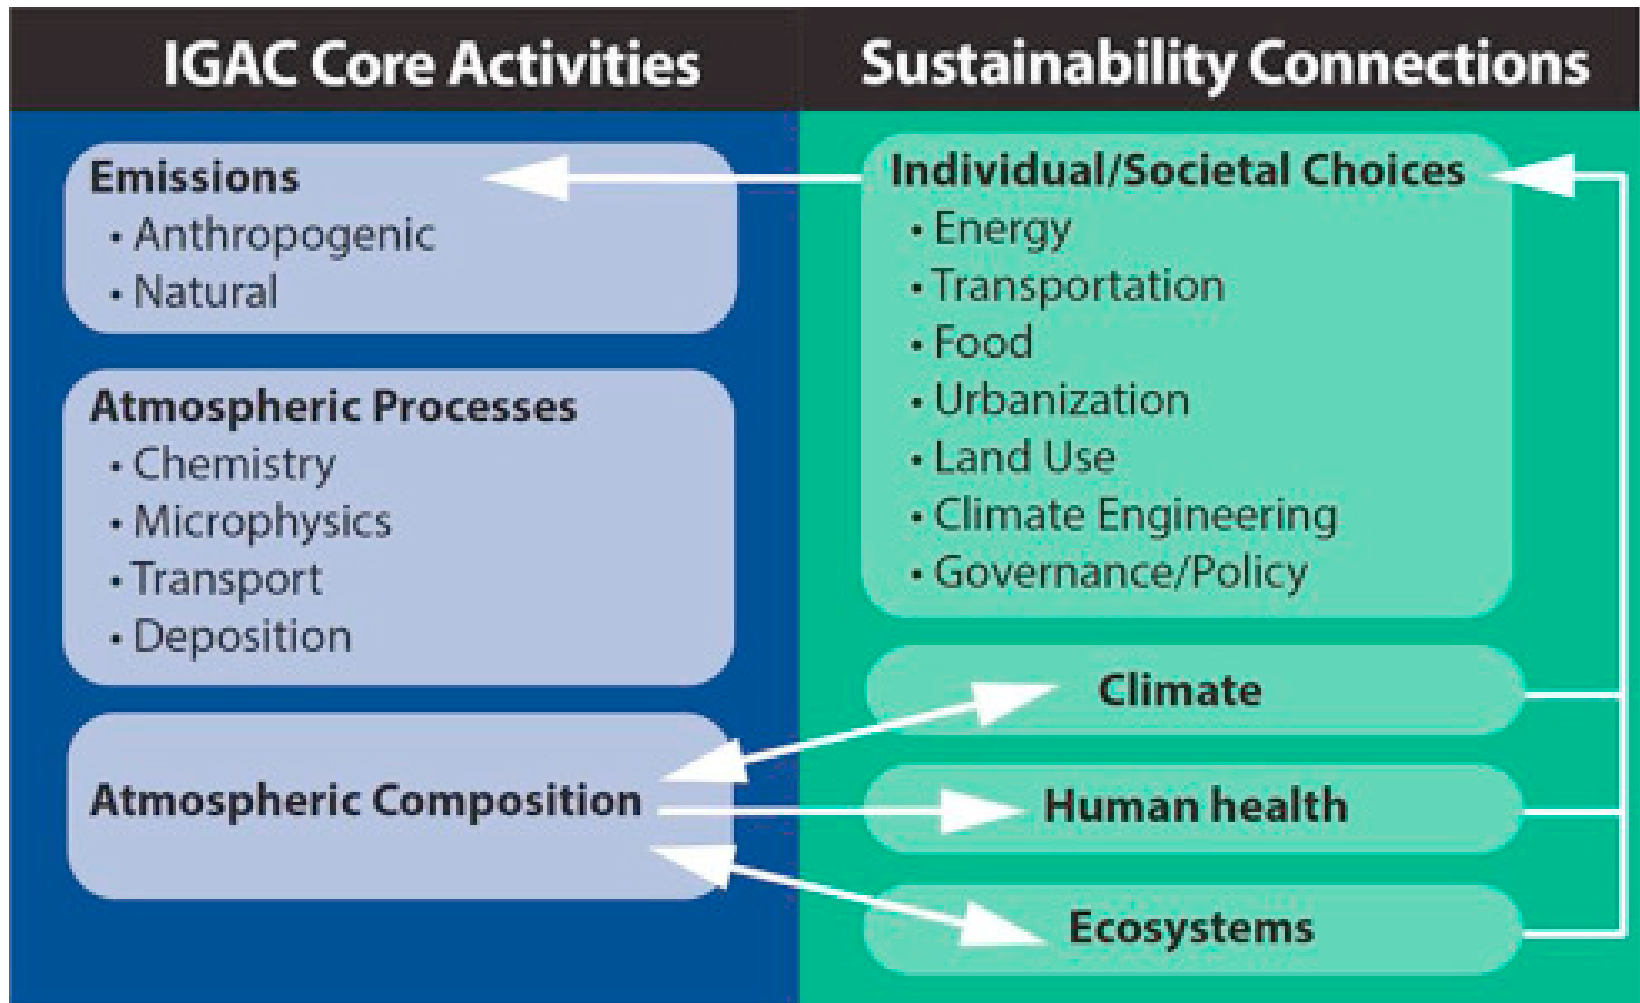 IGAC Core Activities
Emissions
• Anthropogenic
• Natural
Atmospheric Processes
• Chemistry
• Microphysics
• Transport
• Deposition
Atmospheric Composition
Sustainability Connections
Individual/Societal Choices
• Energy
• Transportation
• Food
• Urbanization
• Land Use
• Climate Engineering
• Governance/Policy
Climate
Human health
Ecosystems